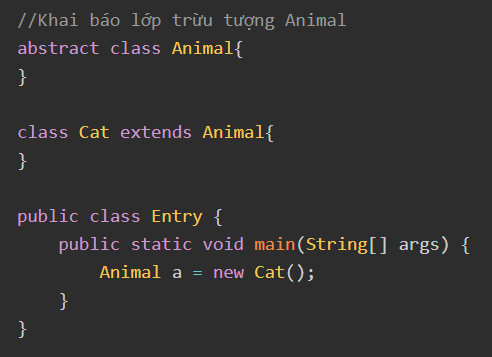 //Khai báo lớp trừu tượng Animal
abstract class Animal{
}
class Cat extends Animal{
}
public class Entry {
public static void main(String[] args) {
Animal a = new Cat();
}
}